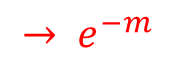 → e^{-m}